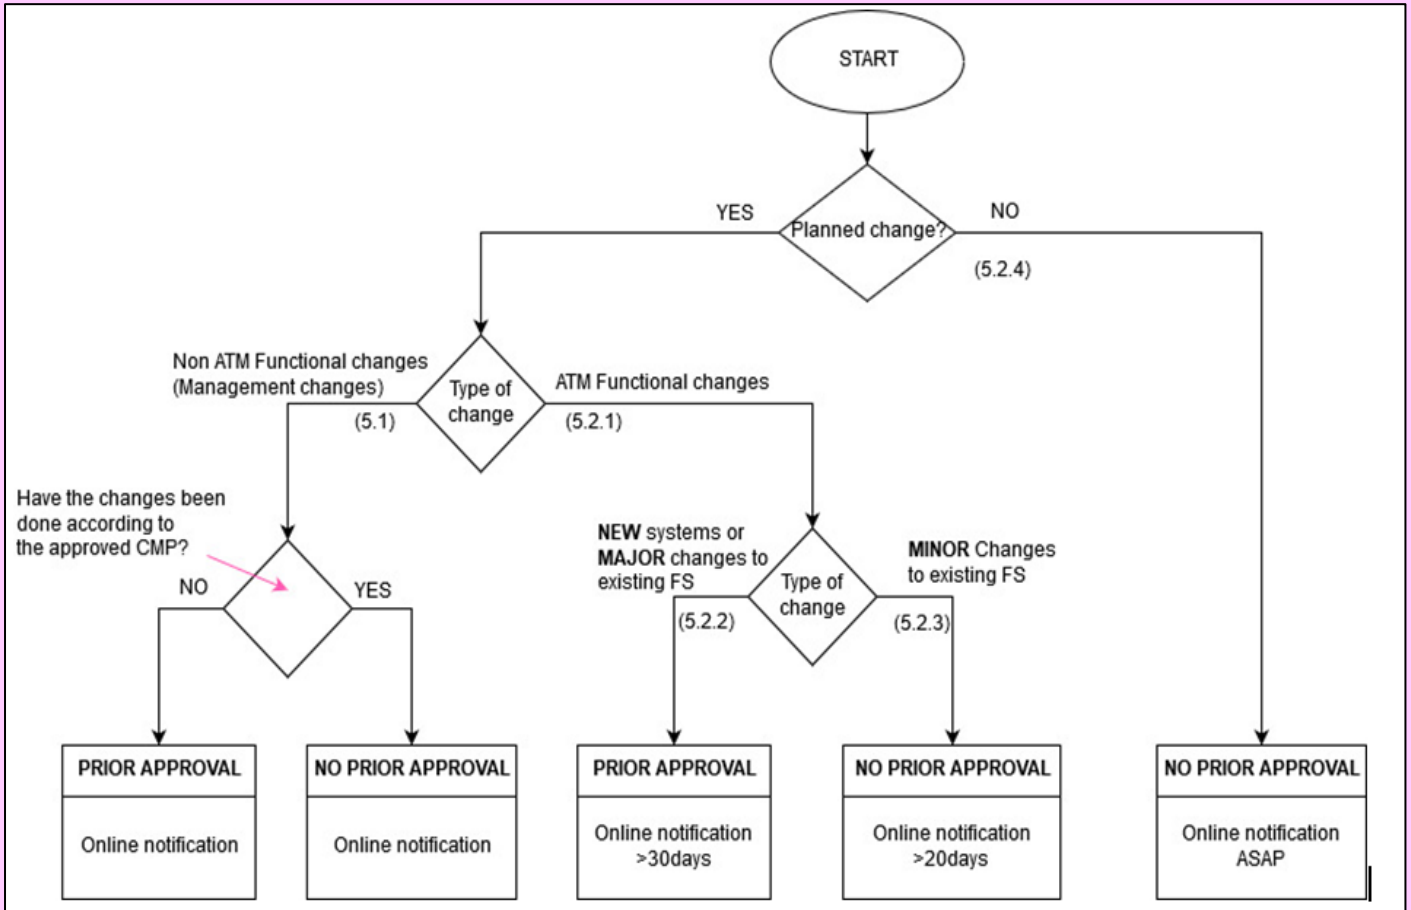 START
Planned change?
YES
NO
(5.2.4)
Non ATM Functional changes
(Management changes)
(5.1)
Type of
change
ATM Functional changes
(5.2.1)
Have the changes been
done according to
the approved CMP?
NO
YES
NEW systems or
MAJOR changes to
existing FS
(5.2.2)
Type of
change
MINOR Changes
to existing FS
(5.2.3)
PRIOR APPROVAL
Online notification
NO PRIOR APPROVAL
Online notification
PRIOR APPROVAL
Online notification
>30days
NO PRIOR APPROVAL
Online notification
>20days
NO PRIOR APPROVAL
Online notification
ASAP